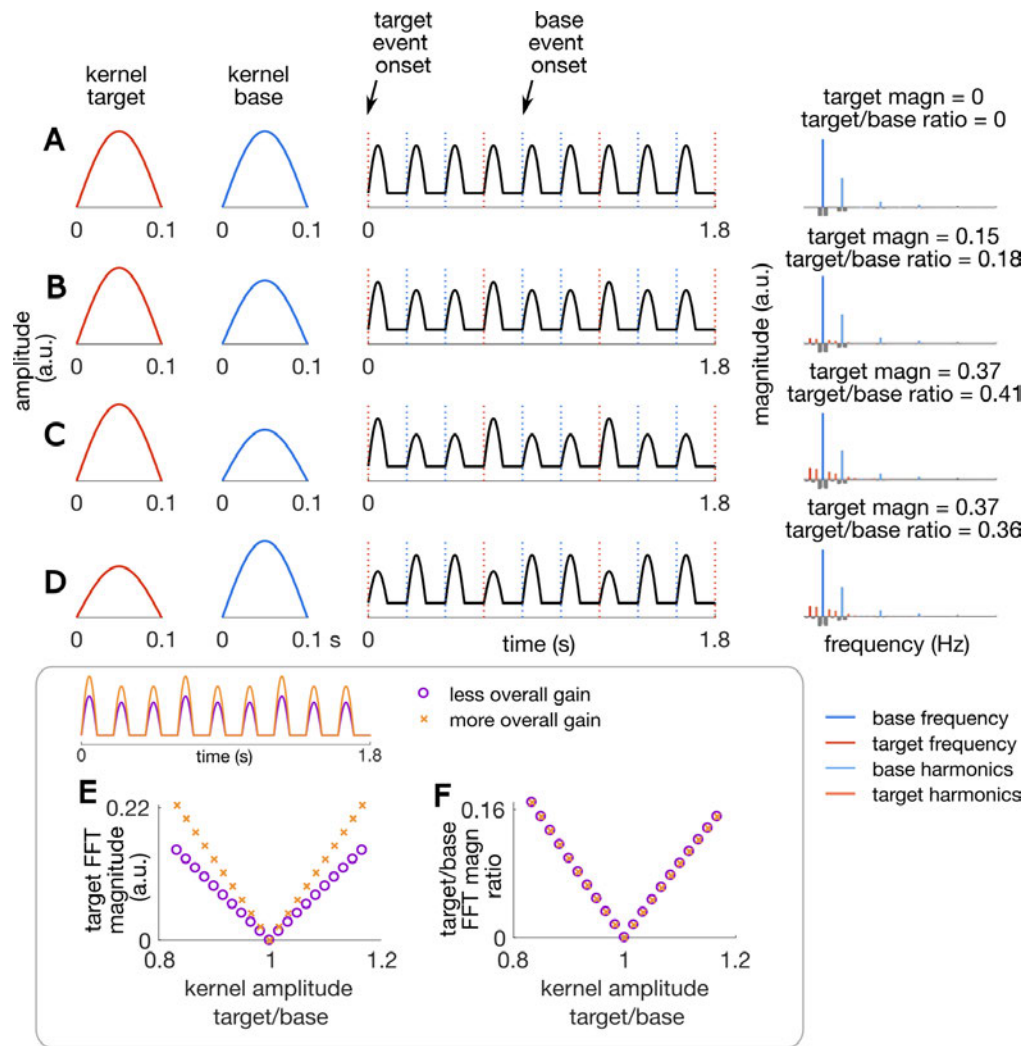 target
event
onset
base
event
onset
kernel
target
kernel
base
target magn = 0
target/base ratio = 0
A
0 0.1 0 0.1 0 1.8
target magn = 0.15
target/base ratio = 0.18
B
0 0.1 0 0.1 0 1.8
amplitude
(a.u.)
magnitude (a.u.)
target magn = 0.37
target/base ratio = 0.41
C
0 0.1 0 0.1 0 1.8
target magn = 0.37
target/base ratio = 0.36
D
0 0.1 0 0.1 s 0 time (s) 1.8
frequency (Hz)
less overall gain
more overall gain
0 time (s) 1.8
base frequency
target frequency
base harmonics
target harmonics
E
0.22
target FFT
magnitude
(a.u.)
0
0.8 1 1.2
kernel amplitude
target/base
F
0.16
target/base
FFT magn
ratio
0
0.8 1 1.2
kernel amplitude
target/base